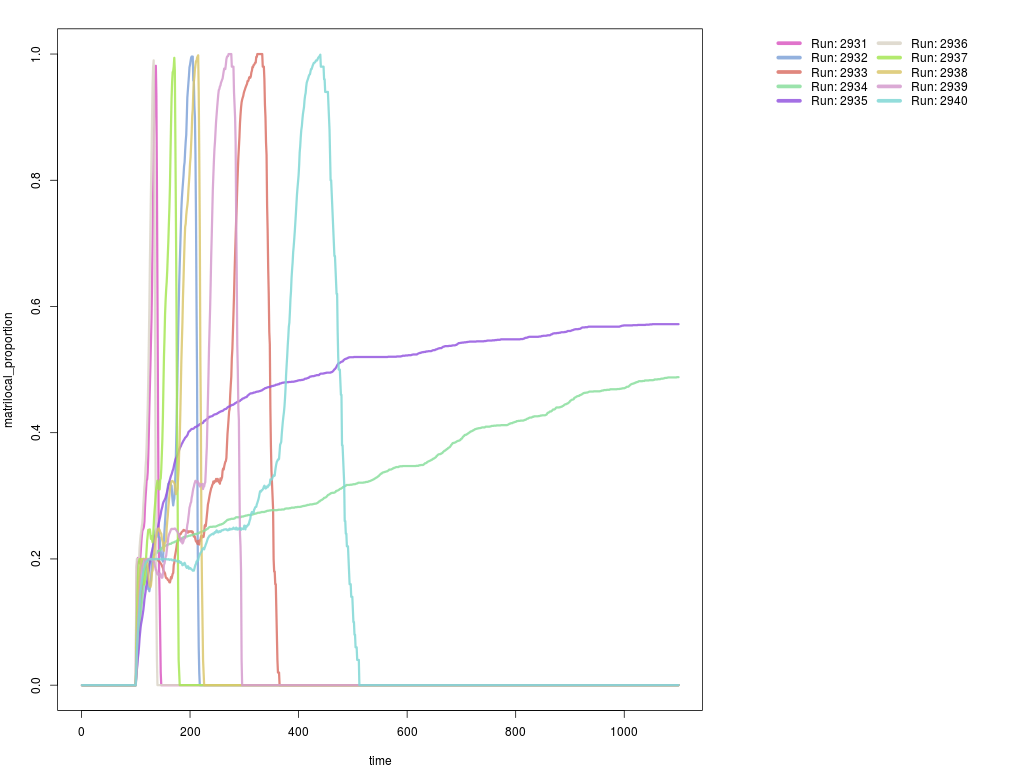 Run: 2931 Run: 2936
Run: 2932 Run: 2937
Run: 2933 Run: 2938
Run: 2934 Run: 2939
Run: 2935 Run: 2940
1.0
0.8
0.6
0.4
0.2
0.0
matrilocal_proportion
0 200 400 600 800 1000
time